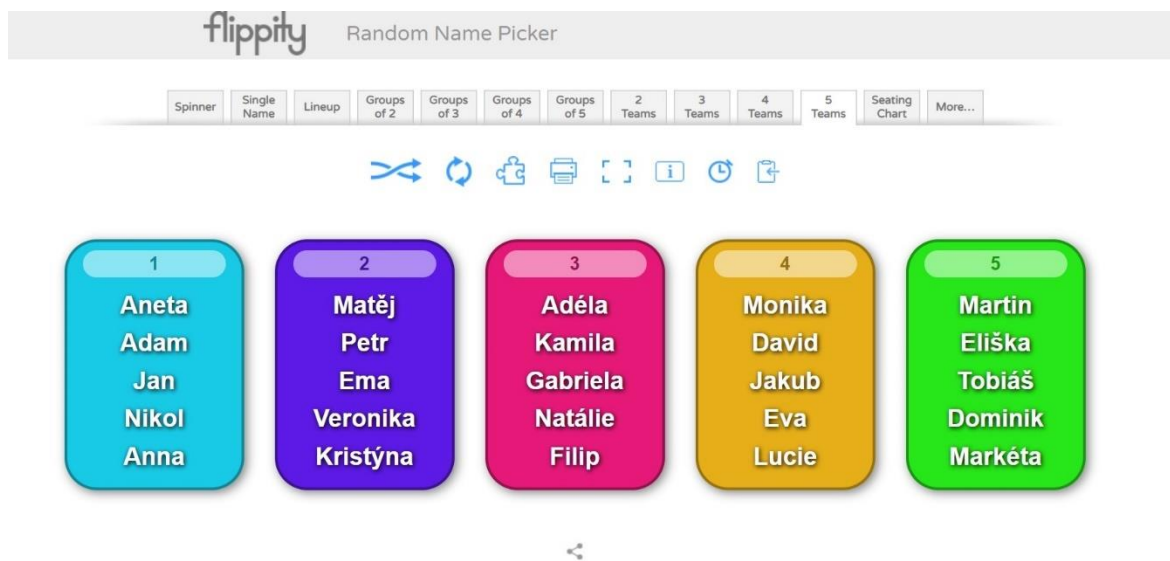 flippity Random Name Picker
Spinner
Single
Name
Lineup
Groups
of 2
Groups
of 3
Groups
of 4
Groups
of 5
2
Teams
3
Teams
4
Teams
5
Teams
Seating
Chart
More...
i
1
Aneta
Adam
Jan
Nikol
Anna
2
Matěj
Petr
Ema
Veronika
Kristýna
3
Adéla
Kamila
Gabriela
Natálie
Filip
4
Monika
David
Jakub
Eva
Lucie
5
Martin
Eliška
Tobiáš
Dominik
Markéta